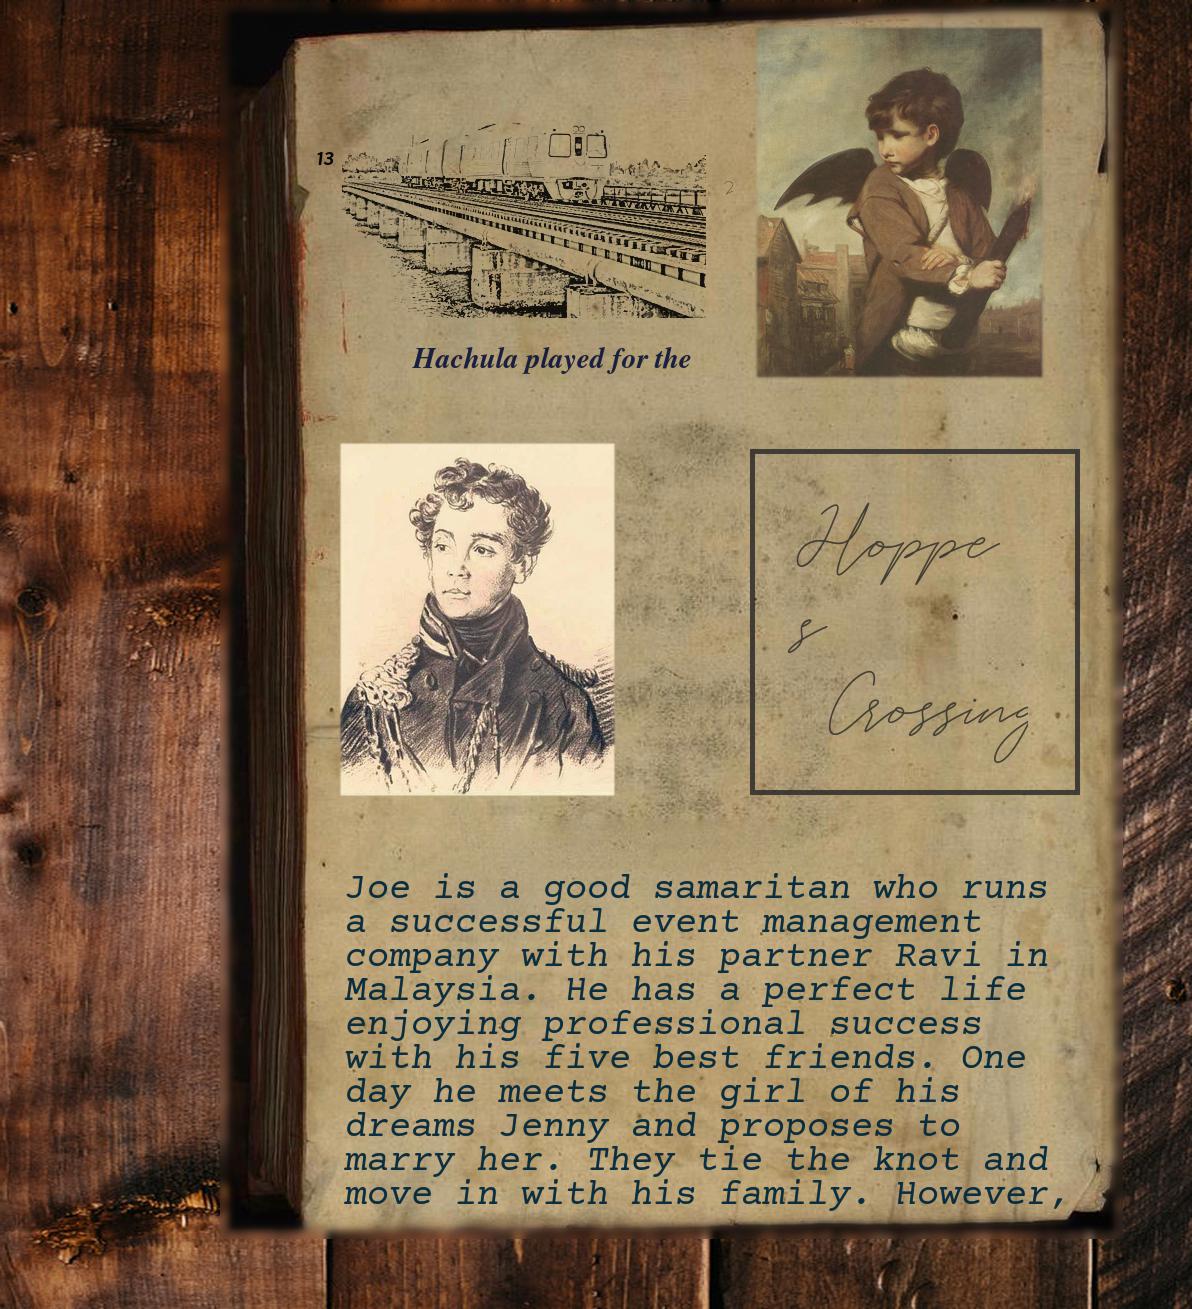 13
2
Hachula played for the
Hoppe
s
Crossing
Joe is a good samaritan who runs
a successful event management
company with his partner Ravi in
Malaysia. He has a perfect life
enjoying professional success
with his five best friends. One
day he meets the girl of his
dreams Jenny and proposes to
marry her. They tie the knot and
move in with his family. However,